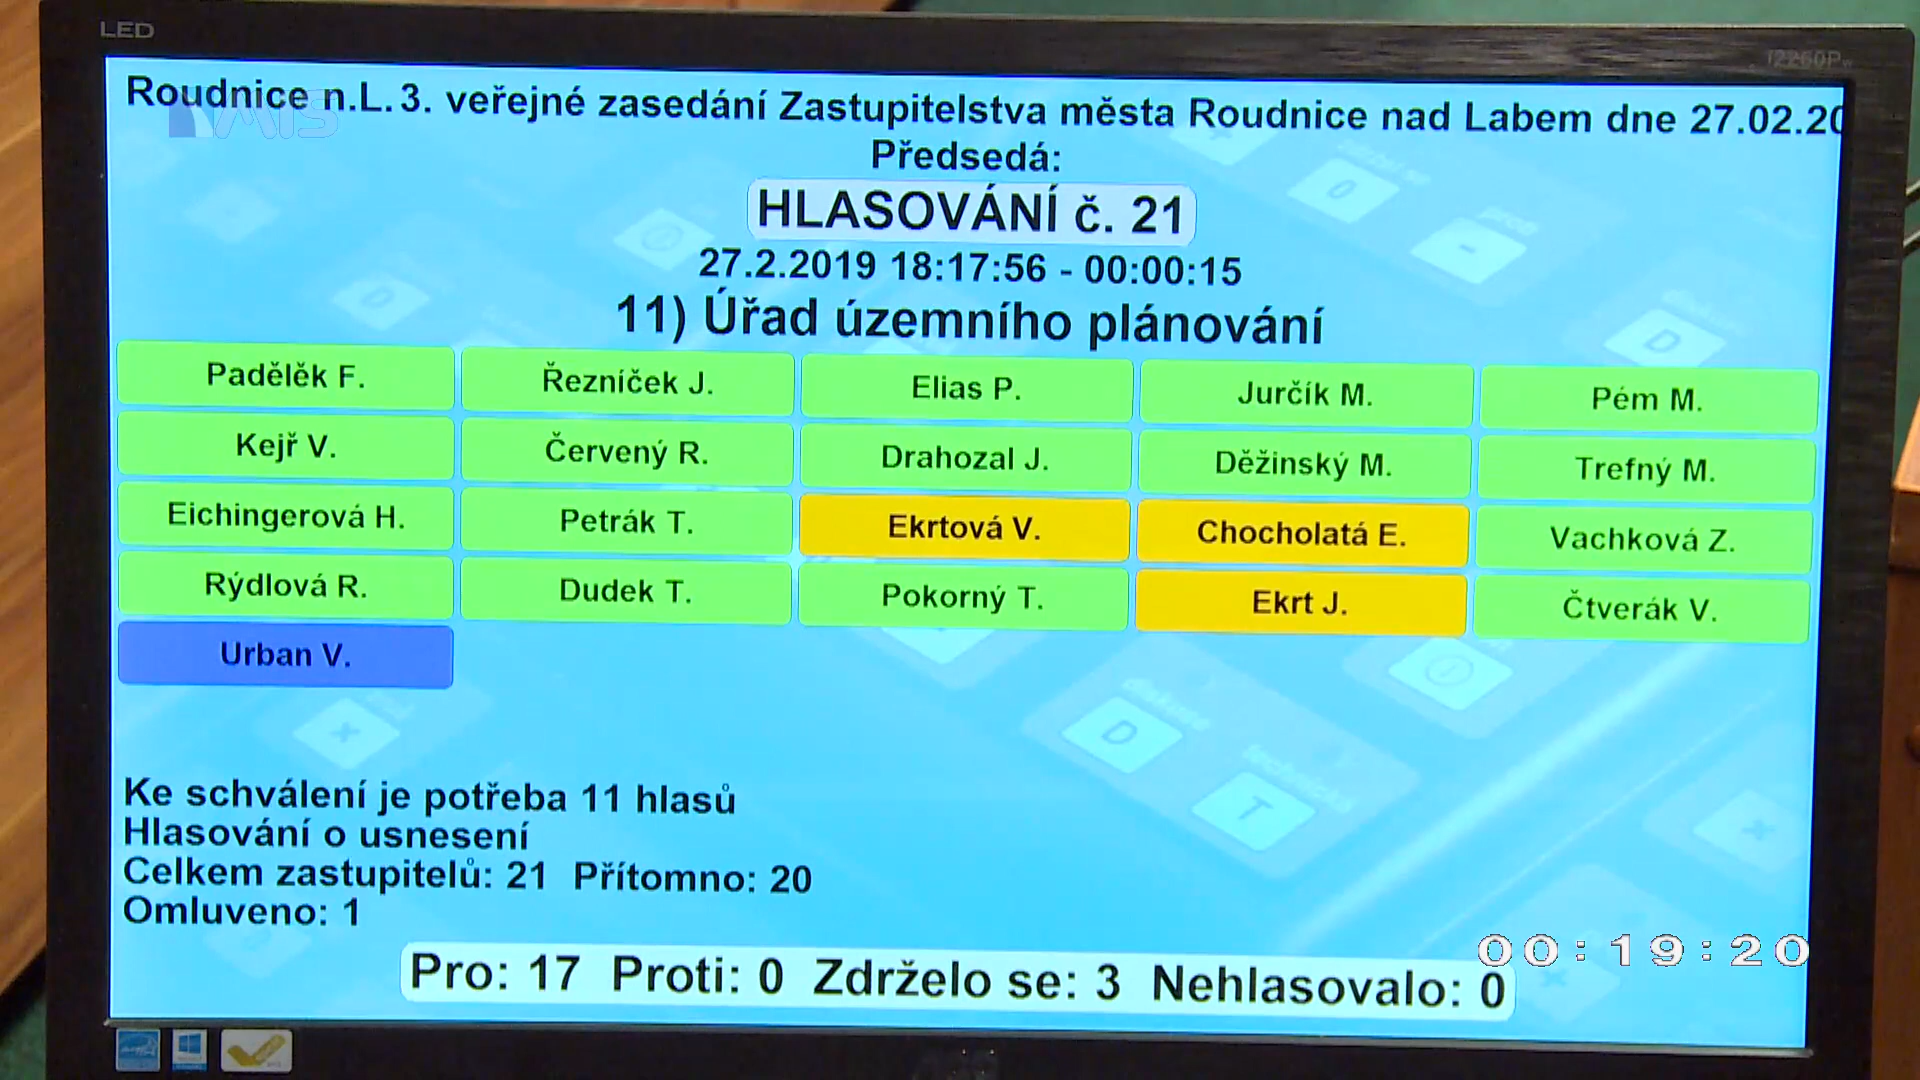 LED
Roudnice n.L. 3. veřejné zasedání Zastupitelstva města Roudnice nad Labem dne 27.02.20
MIS
Předsedá:
HLASOVÁNÍ č. 21
27.2.2019 18:17:56 - 00:00:15
11) Úřad územního plánování
Padělěk F. Řezníček J. Elias P. Jurčík M. Pém M.
Kejř V. Červený R. Drahozal J. Děžinský M. Trefný M.
Eichingerová H. Petrák T. Ekrtová V. Chocholatá E. Vachková Z.
Rýdlová R. Dudek T. Pokorný T. Ekrt J. Čtverák V.
Urban V.
Ke schválení je potřeba 11 hlasů
Hlasování o usnesení
Celkem zastupitelů: 21 Přítomno: 20
Omluveno: 1
00:19:20
Pro: 17 Proti: 0 Zdrželo se: 3 Nehlasovalo: 0